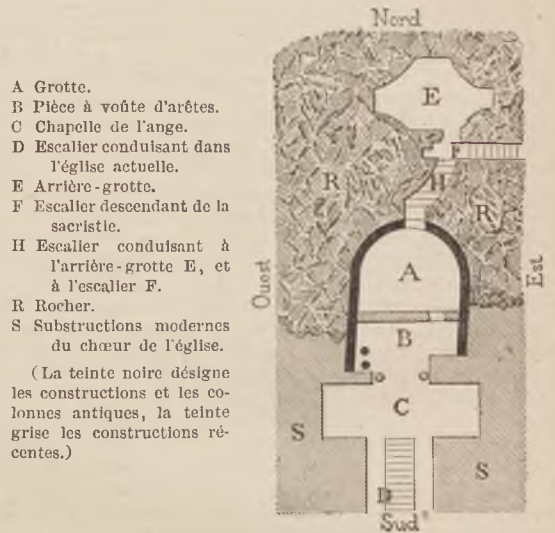 A Grotte.
B Pièce à voûte d'arêtes.
C Chapelle de l'ange.
D Escalier conduisant dans
l'église actuelle.
E Arrière-grotte.
F Escalier descendant de la
sacristie.
H Escalier conduisant à
l'arrière-grotte E, et
à l'escalier F.
R Rocher.
S Substructions modernes
du chœur de l'église.
(La teinte noire désigne
les constructions et les co-
lonnes antiques, la teinte
grise les constructions ré-
centes.)
Nord
E
F
R
H
R
Ouest
A
Est
B
C
S
S
D
Sud